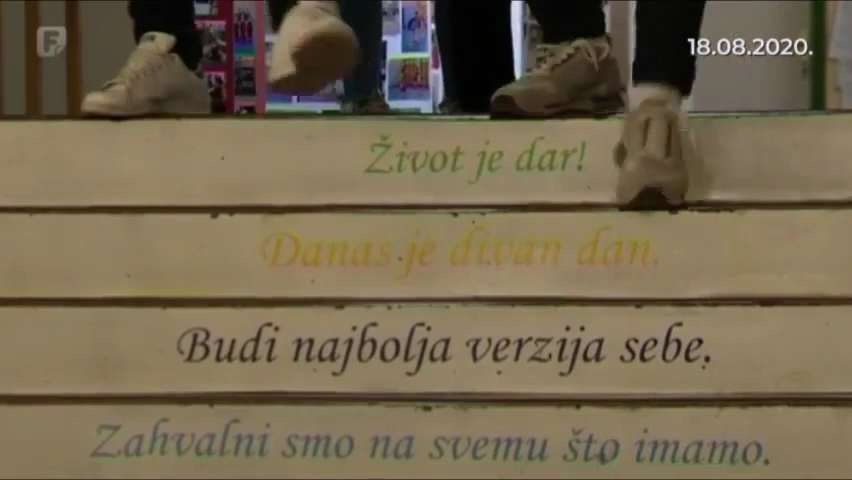 18.08.2020.
Život je dar!
Danas je divan dan.
Budi najbolja verzija sebe.
Zahvalni smo na svemu što imamo.